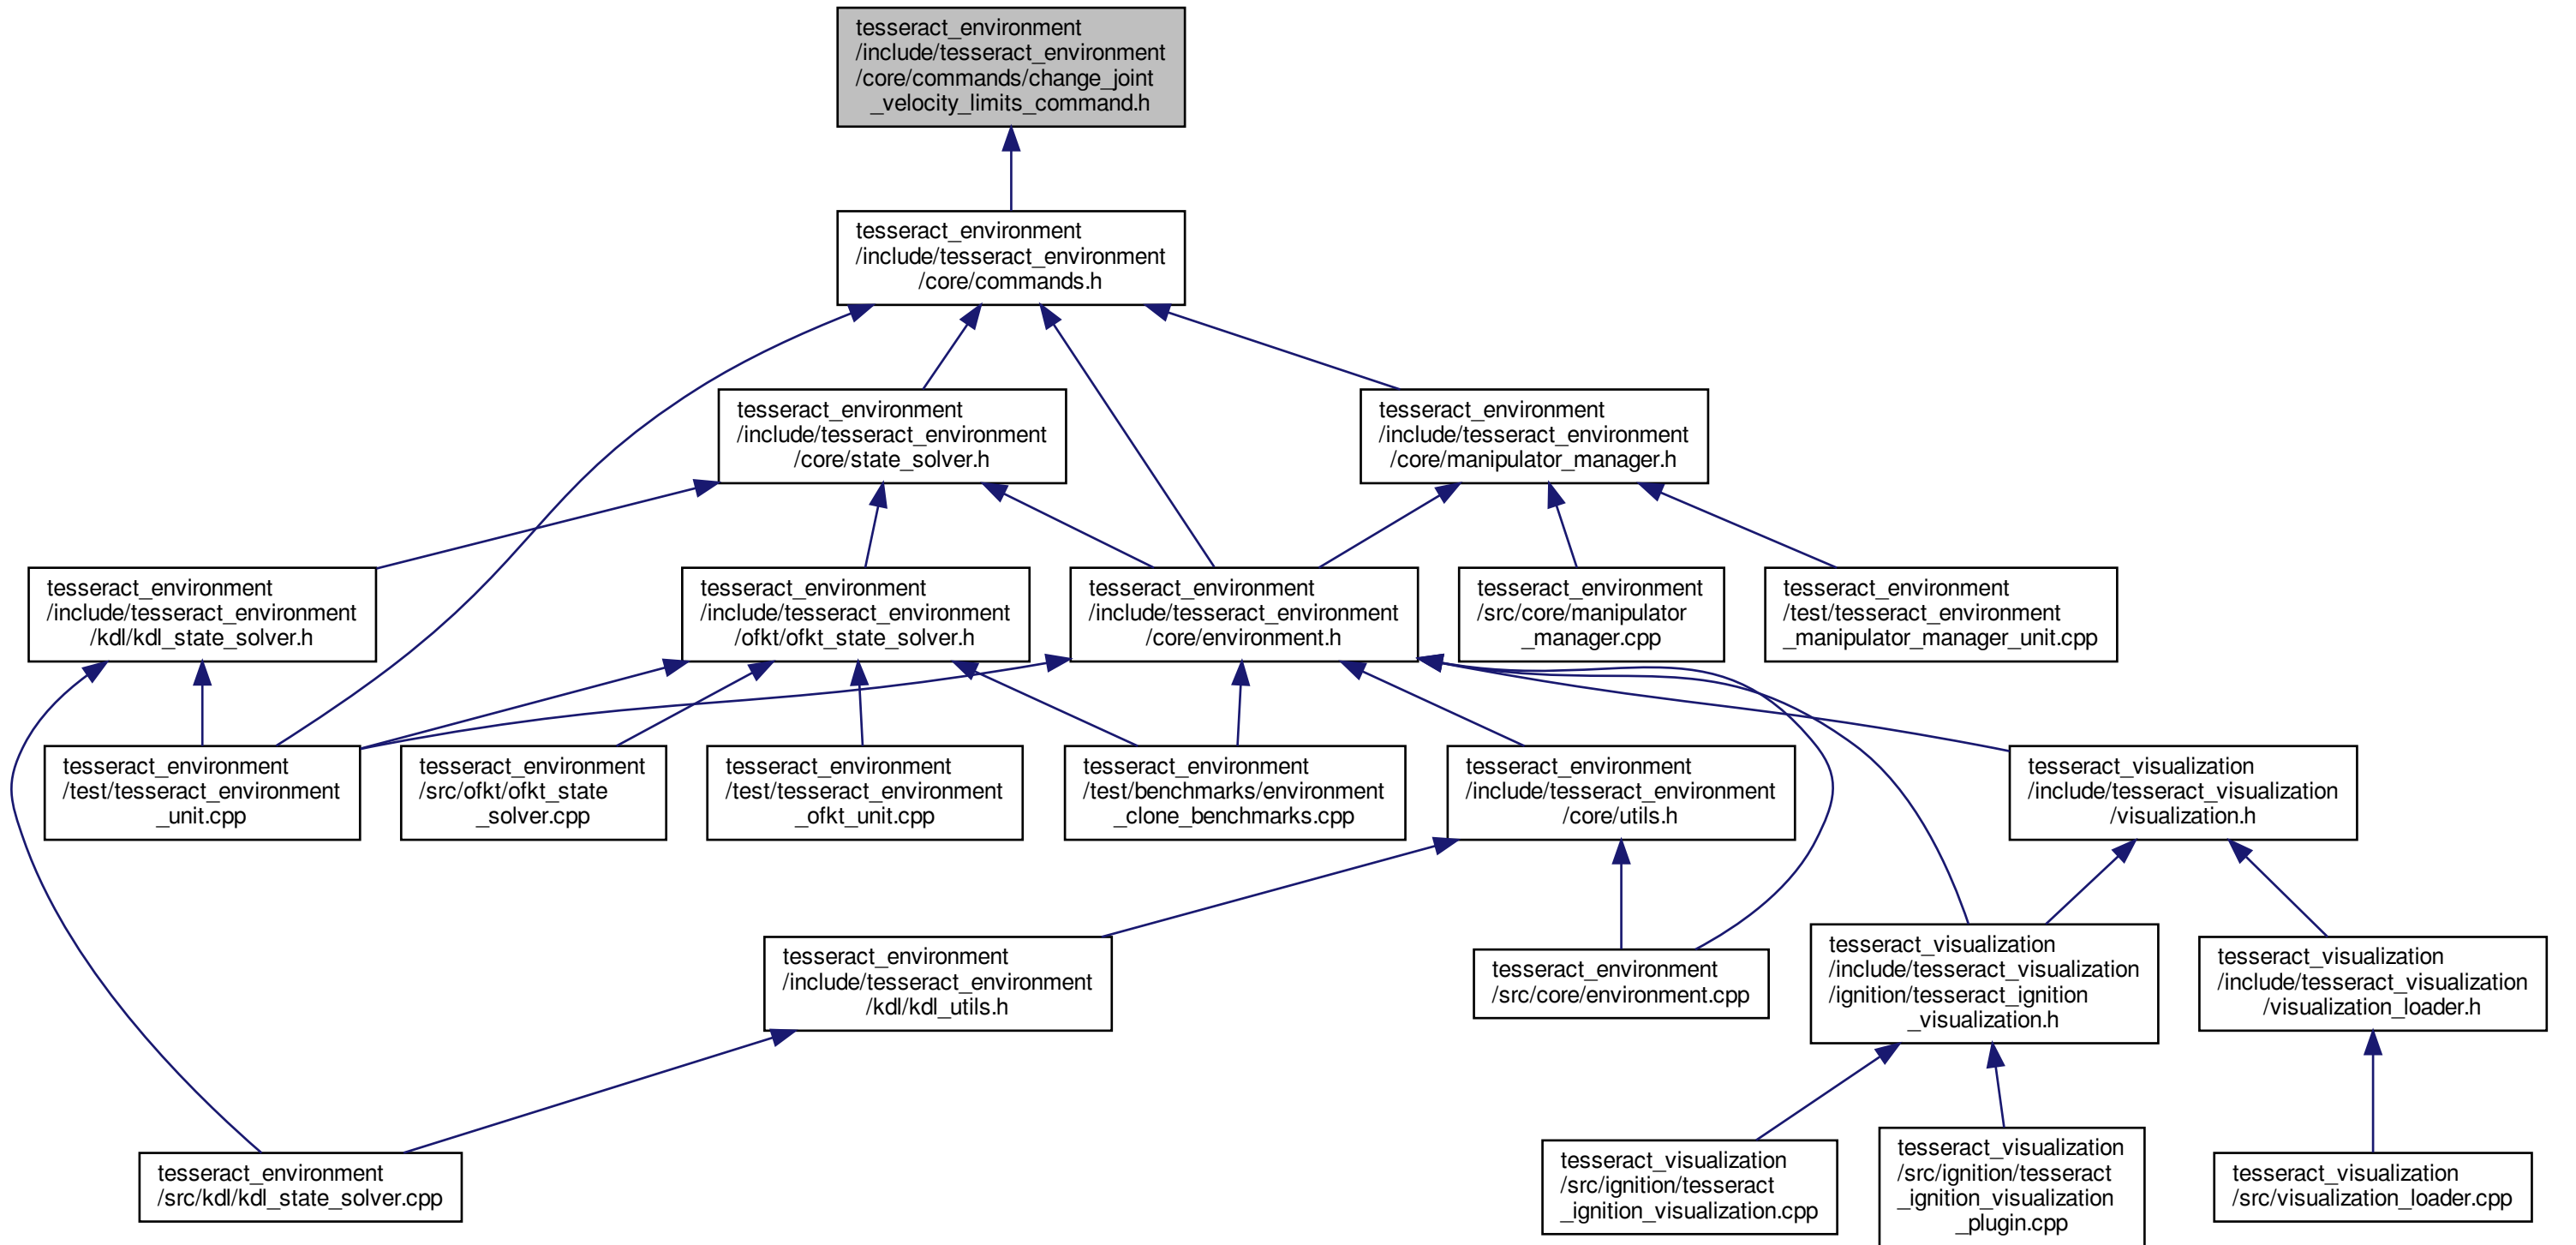 tesseract_environment
/include/tesseract_environment
/core/commands/change_joint
_velocity_limits_command.h
tesseract_environment
/include/tesseract_environment
/core/commands.h
tesseract_environment
/include/tesseract_environment
/core/state_solver.h
tesseract_environment
/include/tesseract_environment
/core/manipulator_manager.h
tesseract_environment
/include/tesseract_environment
/kdl/kdl_state_solver.h
tesseract_environment
/include/tesseract_environment
/ofkt/ofkt_state_solver.h
tesseract_environment
/include/tesseract_environment
/core/environment.h
tesseract_environment
/src/core/manipulator
_manager.cpp
tesseract_environment
/test/tesseract_environment
_manipulator_manager_unit.cpp
tesseract_environment
/test/tesseract_environment
_unit.cpp
tesseract_environment
/src/ofkt/ofkt_state
_solver.cpp
tesseract_environment
/test/tesseract_environment
_ofkt_unit.cpp
tesseract_environment
/test/benchmarks/environment
_clone_benchmarks.cpp
tesseract_environment
/include/tesseract_environment
/core/utils.h
tesseract_visualization
/include/tesseract_visualization
/visualization.h
tesseract_environment
/include/tesseract_environment
/kdl/kdl_utils.h
tesseract_environment
/src/core/environment.cpp
tesseract_visualization
/include/tesseract_visualization
/ignition/tesseract_ignition
_visualization.h
tesseract_visualization
/include/tesseract_visualization
/visualization_loader.h
tesseract_environment
/src/kdl/kdl_state_solver.cpp
tesseract_visualization
/src/ignition/tesseract
_ignition_visualization.cpp
tesseract_visualization
/src/ignition/tesseract
_ignition_visualization
_plugin.cpp
tesseract_visualization
/src/visualization_loader.cpp